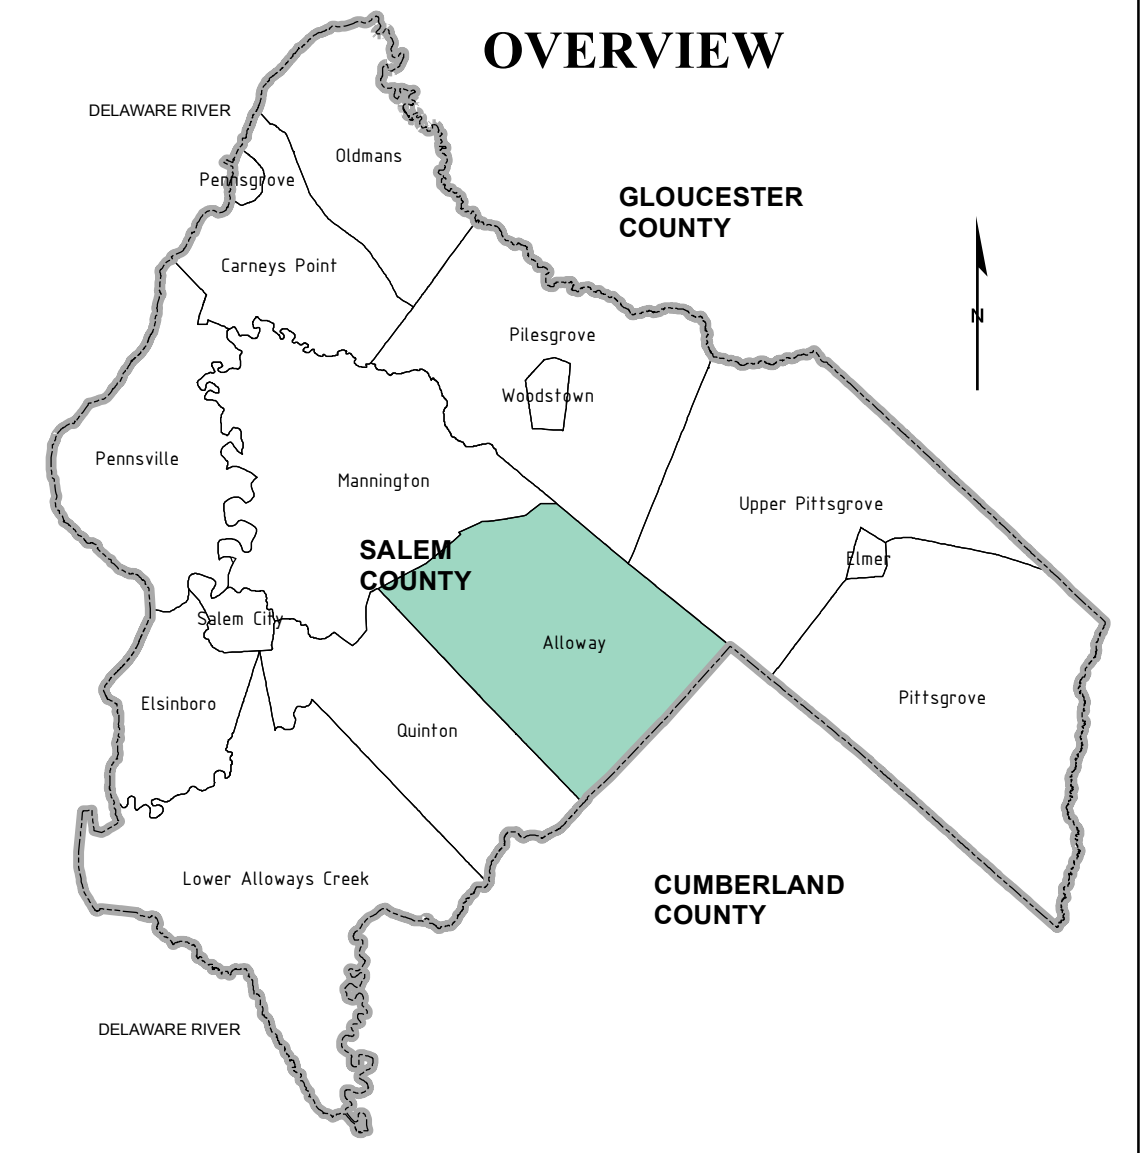 OVERVIEW
DELAWARE RIVER
Oldmans
Pennsgrove
GLOUCESTER
COUNTY
Carneys Point
N
Pilesgrove
Woodstown
Pennsville
Mannington
Upper Pittsgrove
SALEM
COUNTY
Elmer
Salem City
Alloway
Elsinboro
Pittsgrove
Quinton
Lower Alloways Creek
CUMBERLAND
COUNTY
DELAWARE RIVER